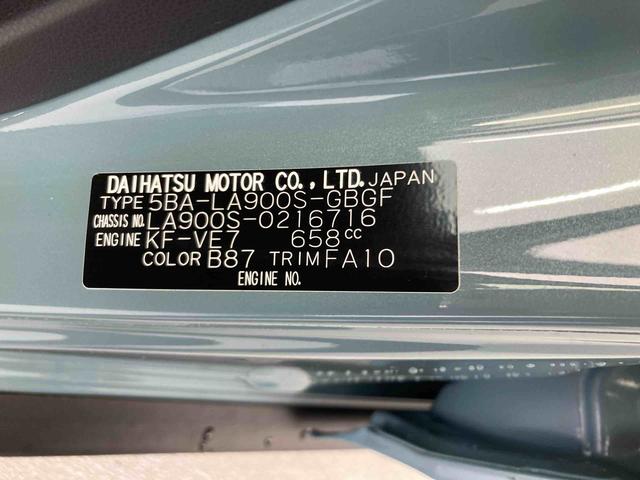 DAIHATSU MOTOR CO., LTD. JAPAN
TYPE 5BA-LA900S-GBGF
CHASSIS NO. LA900S-0216716
ENGINE KF-VE7 658cc
COLOR B87 TRIM FA10
ENGINE NO.